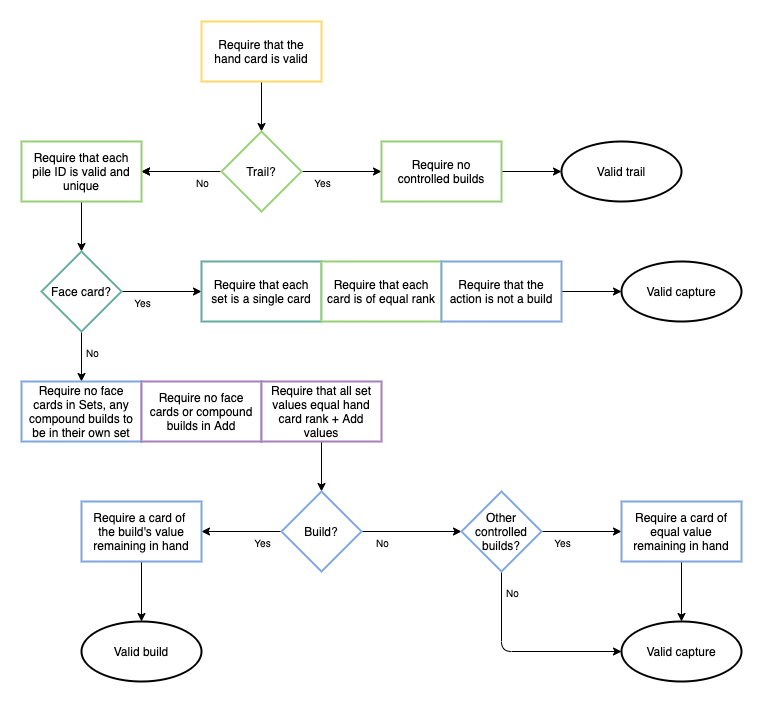 Require that the
hand card is valid
Require that each
pile ID is valid and
unique
No
Trail?
Yes
Require no
controlled builds
Valid trail
Face card?
Yes
Require that each
set is a single card
Require that each
card is of equal rank
Require that the
action is not a build
Valid capture
No
Require no face
cards in Sets, any
compound builds to
be in their own set
Require no face
cards or compound
builds in Add
Require that all set
values equal hand
card rank + Add
values
Require a card of
the build's value
remaining in hand
Yes
Build?
No
Other
controlled
builds?
Yes
Require a card of
equal value
remaining in hand
No
Valid build
Valid capture